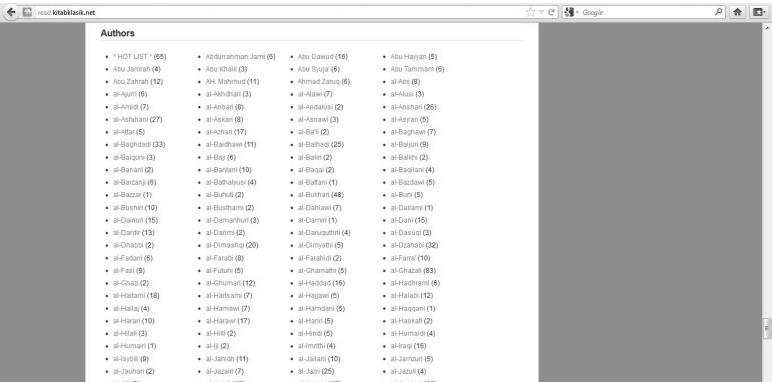 read.kitabklasik.net
Google
Authors
* HOT LIST * (65) Abdurrahman Jami (6) Abu Dawud (16) Abu Hayyan (5)
Abu Jamrah (4) Abu Khalil (3) Abu Syuja' (6) Abu Tammam (6)
Abu Zahrah (12) AH. Mahmud (11) Ahmad Zaruq (6) al-Aini (8)
al-Ajurri (6) al-Akhdhari (3) al-Alawi (7) al-Alusi (3)
al-Amidi (7) al-Anbari (8) al-Andalusi (2) al-Anshari (26)
al-Asfahani (27) al-Askari (8) al-Asnawi (3) al-Asy'ari (5)
al-Attar (5) al-Azhari (17) al-Ba'li (2) al-Baghawi (7)
al-Baghdadi (33) al-Baidhawi (11) al-Baihaqi (25) al-Baijuri (9)
al-Baiquni (3) al-Baji (6) al-Balin (2) al-Balkhi (2)
al-Banani (2) al-Bantani (10) al-Baqai (2) al-Baqilani (4)
al-Barzanji (6) al-Bathalyusi (4) al-Battani (1) al-Bazdawi (5)
al-Bazzar (1) al-Buhuti (2) al-Bukhari (48) al-Buni (5)
al-Bushiri (10) al-Busthami (2) al-Dahlawi (7) al-Dailami (1)
al-Dainuri (15) al-Damanhuri (3) al-Damiri (1) al-Dani (15)
al-Dardir (13) al-Darimi (2) al-Daruquthni (4) al-Dasuqi (3)
al-Dhabbi (2) al-Dimashqi (20) al-Dimyathi (5) al-Dzahabi (32)
al-Fadani (6) al-Farabi (8) al-Farahidi (2) al-Farra' (10)
al-Fasi (9) al-Futuhi (5) al-Gharnathi (5) al-Ghazali (83)
al-Ghazi (2) al-Ghumari (12) al-Haddad (16) al-Hadhrami (6)
al-Haitami (18) al-Haitsami (7) al-Hajjawi (5) al-Halabi (12)
al-Hallaj (4) al-Hamawi (7) al-Hamdani (6) al-Haqqani (1)
al-Harari (10) al-Harawi (17) al-Hariri (5) al-Haskafi (2)
al-Hilali (3) al-Hilli (2) al-Hindi (5) al-Humaidi (4)
al-Humairi (1) al-Iji (2) al-Imrithi (4) al-Iraqi (16)
al-Isybili (9) al-Jahidh (11) al-Jailani (10) al-Jamzuri (5)
al-Jauhari (2) al-Jazairi (7) al-Jazri (25) al-Jazuli (4)